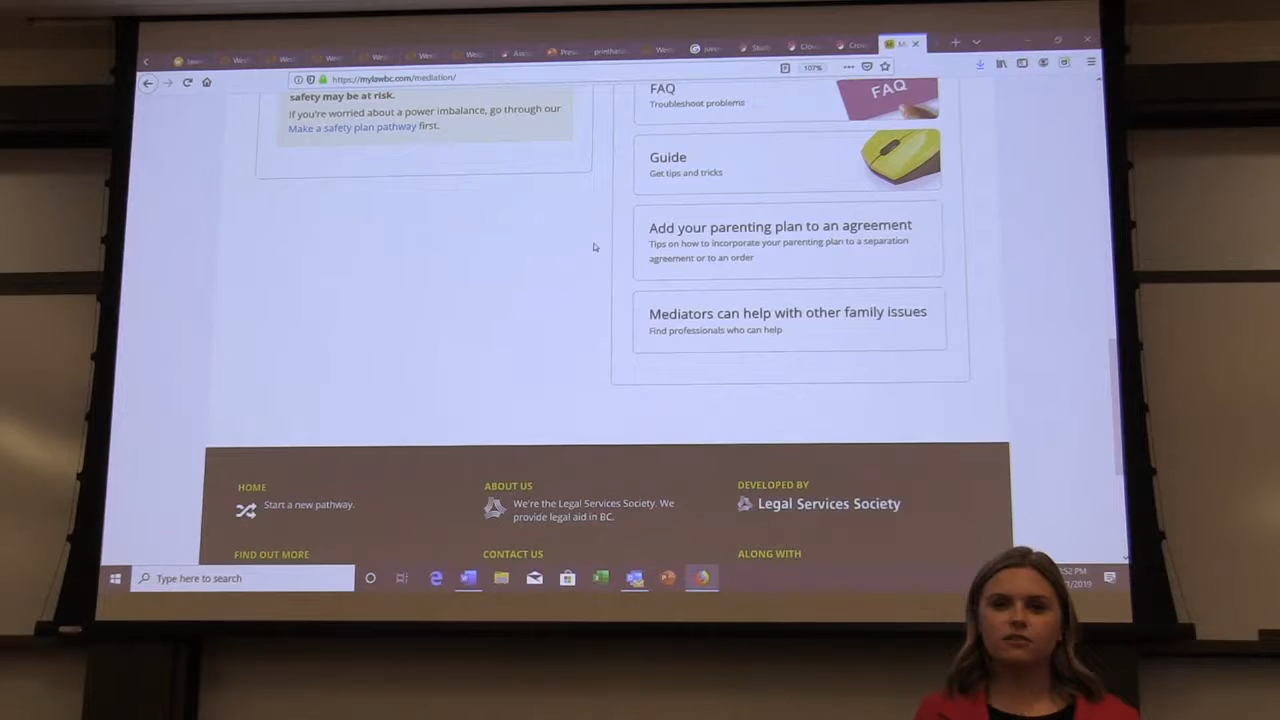 https://mylawbc.com/mediation/
107%
safety may be at risk.
If you're worried about a power imbalance, go through our
Make a safety plan pathway first.
FAQ
Troubleshoot problems
FAQ
Guide
Get tips and tricks
Add your parenting plan to an agreement
Tips on how to incorporate your parenting plan to a separation
agreement or to an order
Mediators can help with other family issues
Find professionals who can help
HOME
Start a new pathway.
ABOUT US
We're the Legal Services Society. We
provide legal aid in BC.
DEVELOPED BY
Legal Services Society
FIND OUT MORE
CONTACT US
ALONG WITH
Type here to search
:52 PM
/2019